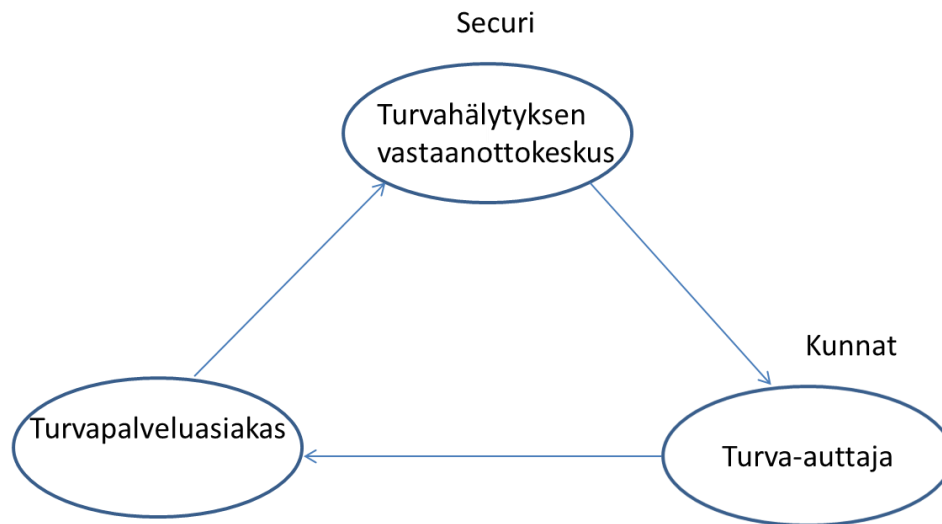 Securi
Turvahälytyksen
vastaanottokeskus
Kunnat
Turvapalveluasiakas
Turva-auttaja